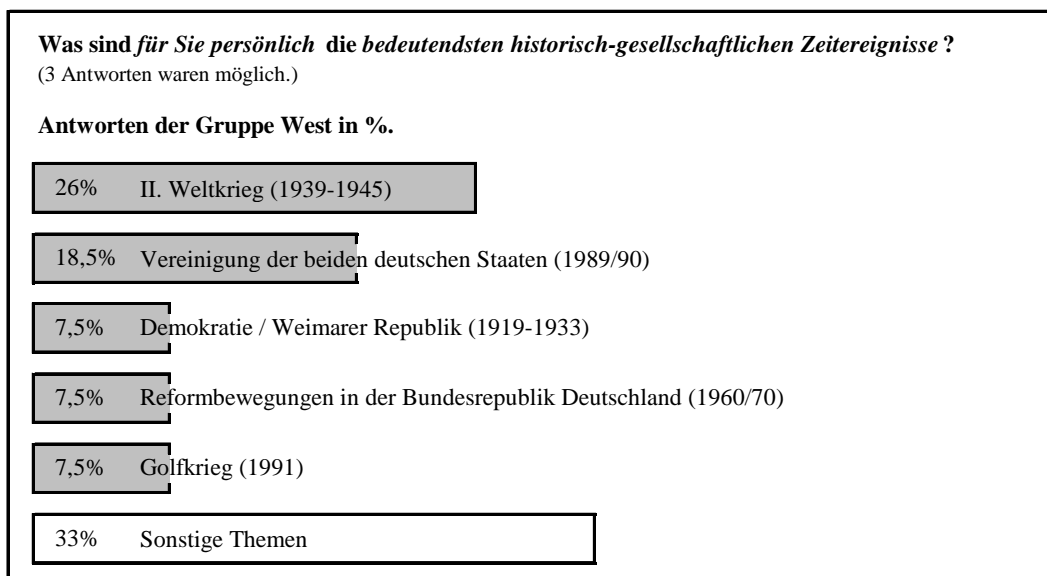 Was sind für Sie persönlich die bedeutendsten historisch-gesellschaftlichen Zeitereignisse ?
(3 Antworten waren möglich.)
Antworten der Gruppe West in %.
26% II. Weltkrieg (1939-1945)
18,5% Vereinigung der beiden deutschen Staaten (1989/90)
7,5% Demokratie / Weimarer Republik (1919-1933)
7,5% Reformbewegungen in der Bundesrepublik Deutschland (1960/70)
7,5% Golfkrieg (1991)
33% Sonstige Themen